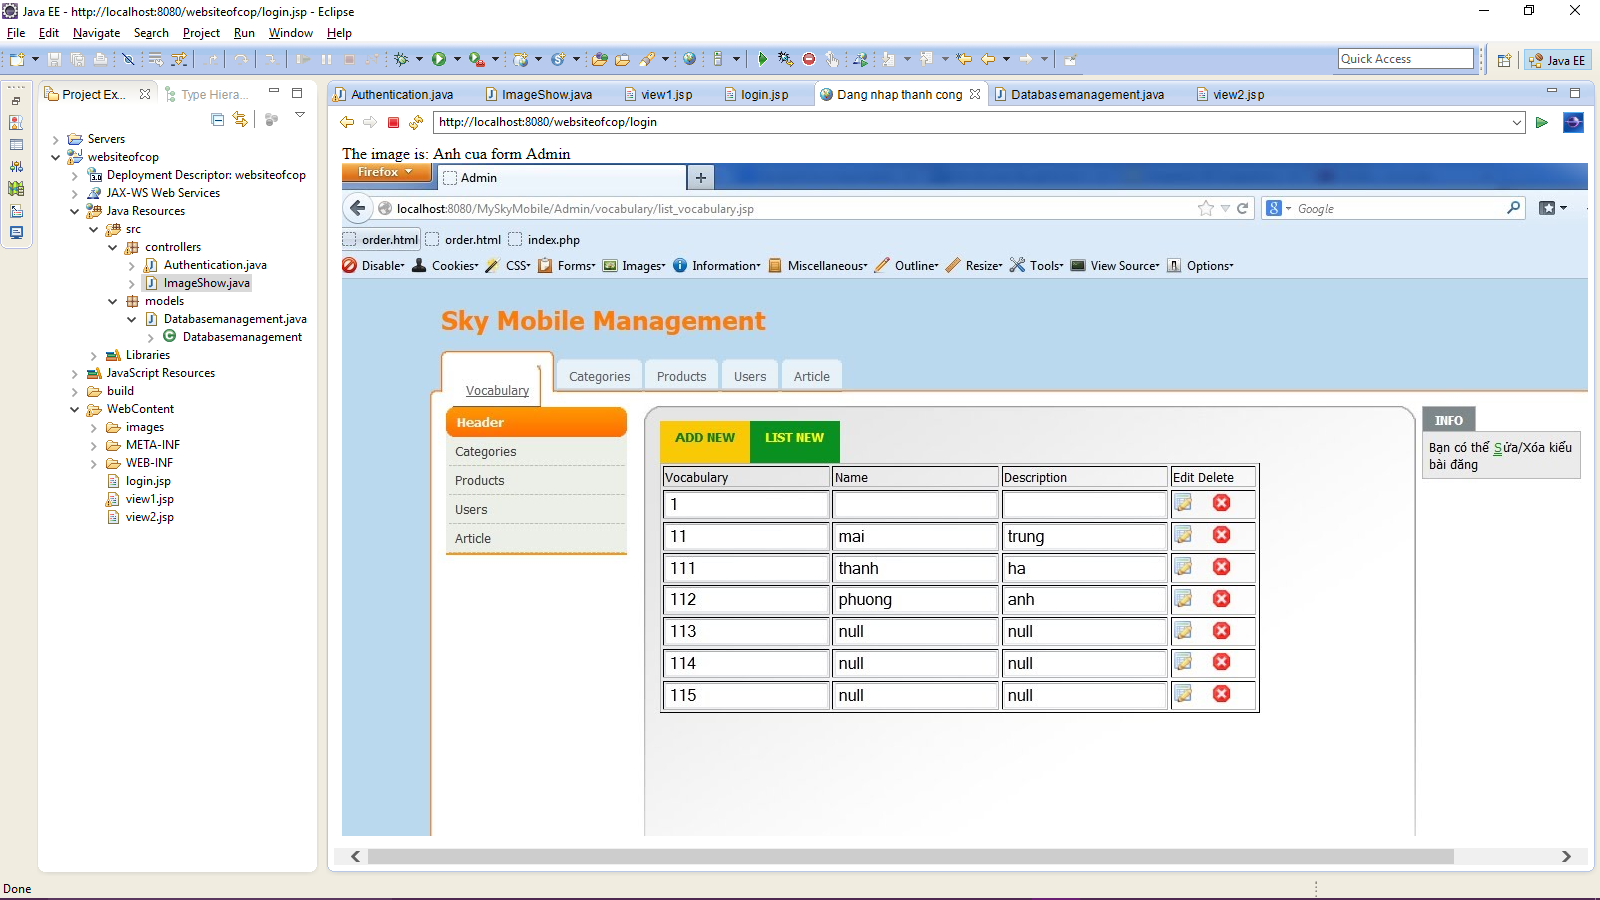 Java EE - http://localhost:8080/websiteofcop/login.jsp - Eclipse
File Edit Navigate Search Project Run Window Help
Quick Access
Java EE
Project Ex...
Type Hiera...
Servers
websiteofcop
Deployment Descriptor: websiteofcop
JAX-WS Web Services
Java Resources
src
controllers
Authentication.java
ImageShow.java
models
Databasemanagement.java
Databasemanagement
Libraries
JavaScript Resources
build
WebContent
images
META-INF
WEB-INF
login.jsp
view1.jsp
view2.jsp
Authentication.java ImageShow.java view1.jsp login.jsp Dang nhap thanh cong Databasemanagement.java view2.jsp
http://localhost:8080/websiteofcop/login
The image is: Anh cua form Admin
Firefox Admin
localhost:8080/MySkyMobile/Admin/vocabulary/list_vocabulary.jsp
Google
order.html order.html index.php
Disable Cookies CSS Forms Images Information Miscellaneous Outline Resize Tools View Source Options
Sky Mobile Management
Vocabulary Categories Products Users Article
Header
Categories
Products
Users
Article
ADD NEW LIST NEW
Vocabulary Name Description Edit Delete
1
11 mai trung
111 thanh ha
112 phuong anh
113 null null
114 null null
115 null null
INFO
Bạn có thể Sửa/Xóa kiểu
bài đăng
Done